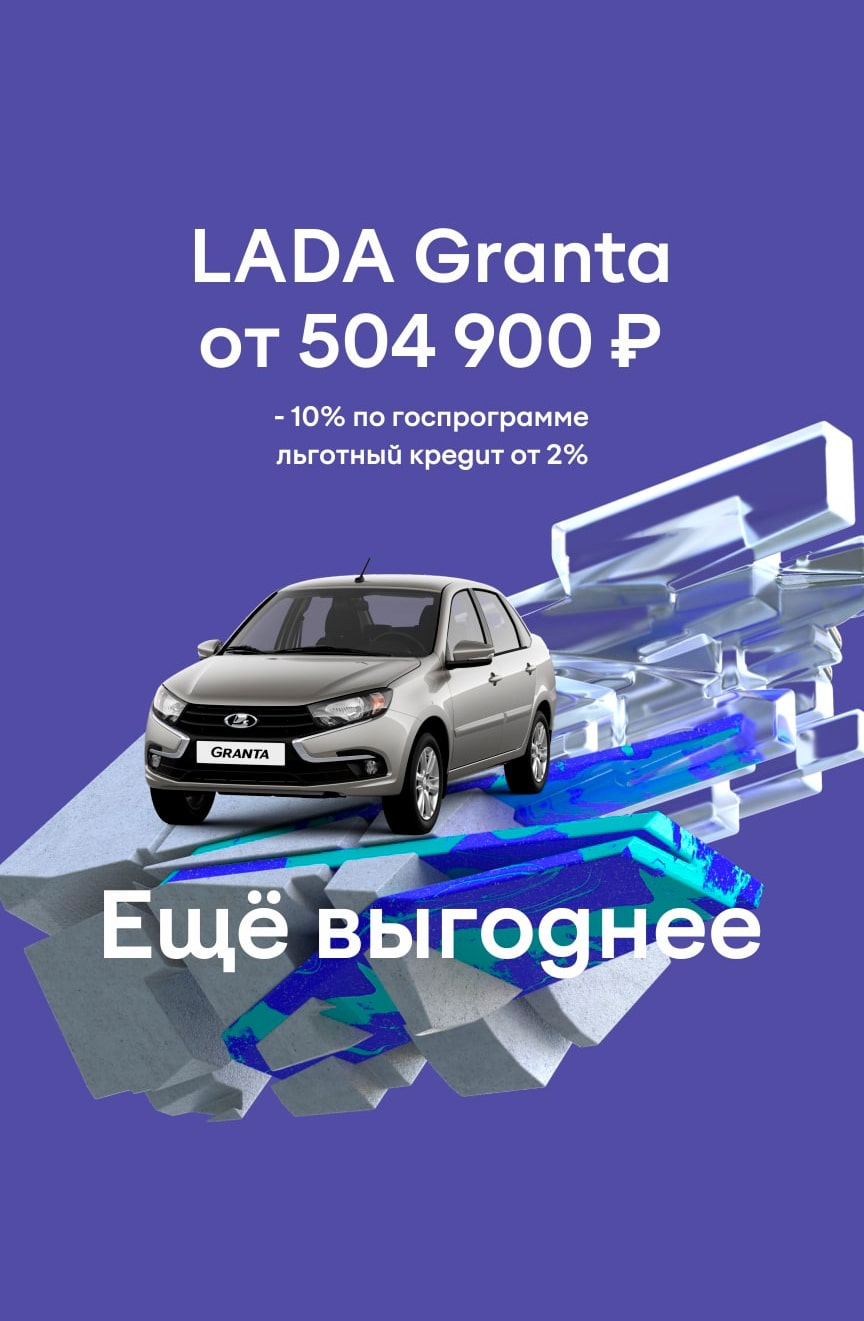 LADA Granta
от 504 900 ₽
- 10% по госпрограмме
льготный кредит от 2%
GRANTA
Ещё выгоднее